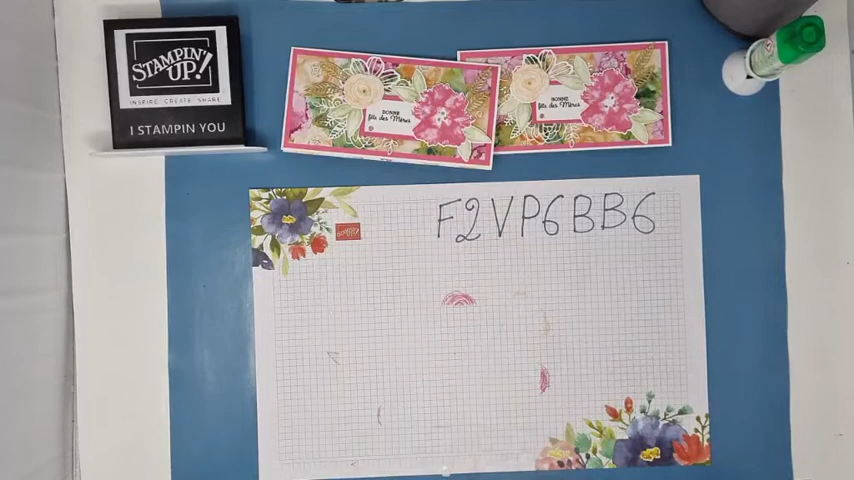 STAMPIN' UP!
INSPIRE. CREATE. SHARE.
I STAMPIN YOU
BONNE
fête des Mères
BONNE
fête des Mères
F2VP6BB6